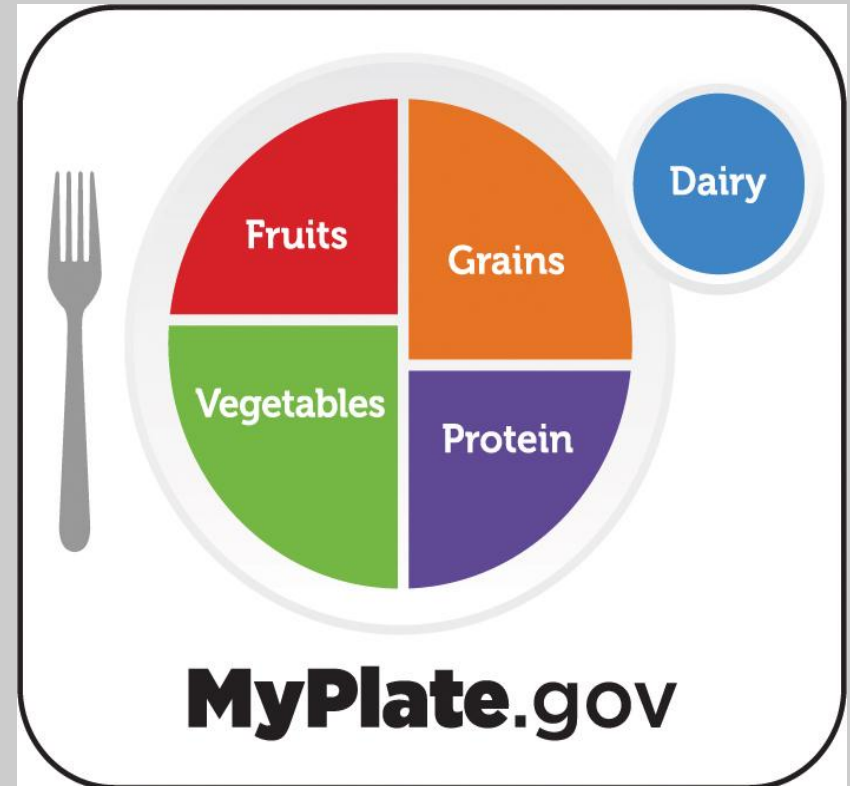 Fruits
Grains
Dairy
Vegetables
Protein
MyPlate.gov